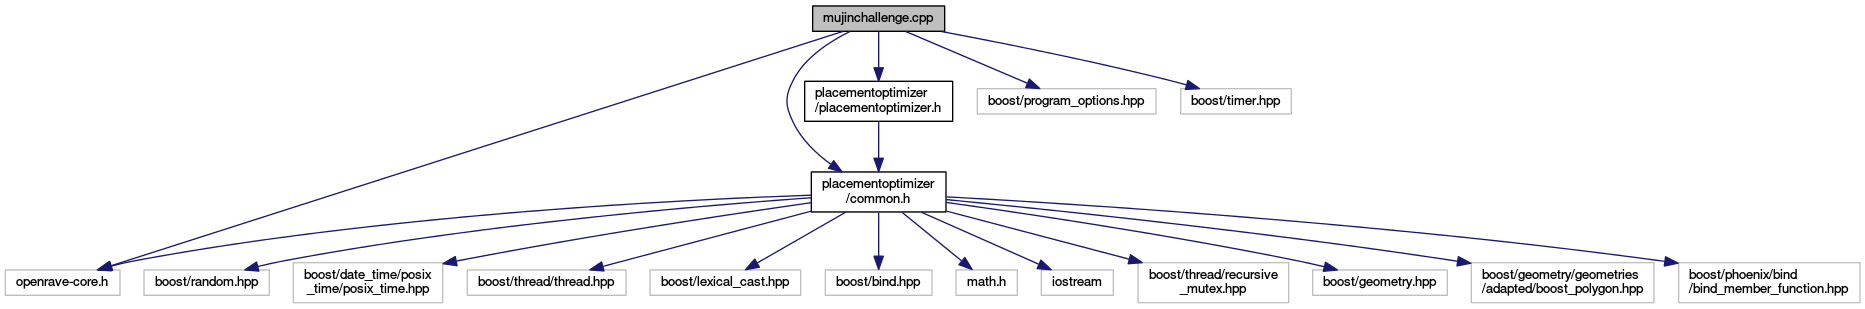 mujinchallenge.cpp
placementoptimizer
/placementoptimizer.h
boost/program_options.hpp
boost/timer.hpp
placementoptimizer
/common.h
openrave-core.h
boost/random.hpp
boost/date_time/posix
_time/posix_time.hpp
boost/thread/thread.hpp
boost/lexical_cast.hpp
boost/bind.hpp
math.h
iostream
boost/thread/recursive
_mutex.hpp
boost/geometry.hpp
boost/geometry/geometries
/adapted/boost_polygon.hpp
boost/phoenix/bind
/bind_member_function.hpp